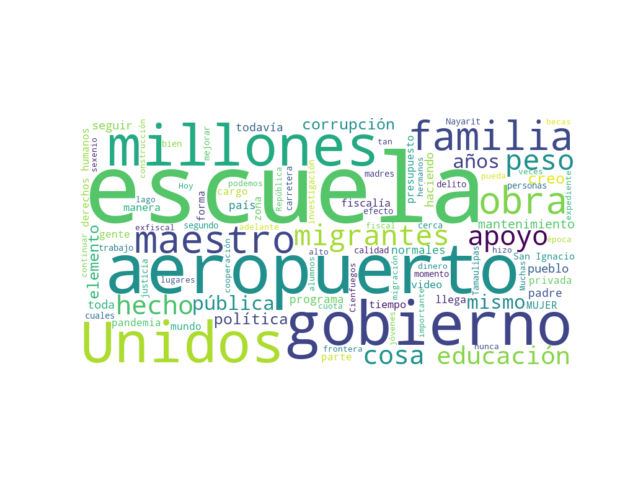 seguir
todavía
corrupción
Nayarit
becas
millones
familia
escuela
años
peso
creo
obra
maestro
migrantes
apoyo
mantenimiento
aeropuerto
gobierno
Unidos
hecho
pública
política
cosa
educación
mismo
elemento
continuar
derechos humanos
sexenio
construcción
bien
mejorar
tan
madres
Hoy
lago
manera
cargo
país
forma
podemos
zona
República
carretera
investigación
fiscalía
efecto
hermanos
presupuesto
haciendo
delito
veces
personas
pueda
expediente
gente
exfiscal
segundo
adelante
fiscal
cerca
época
trabajo
alto
calidad
normales
San Ignacio
justicia
lugares
cooperación
alumnos
Cienfuegos
migración
dinero
momento
video
Tamaulipas
Muchas
pueblo
privada
toda
cuales
pandemia
mundo
programa
cuota
tiempo
jóvenes
importante
llega
padre
MUJER
frontera
parte
nunca
hizo